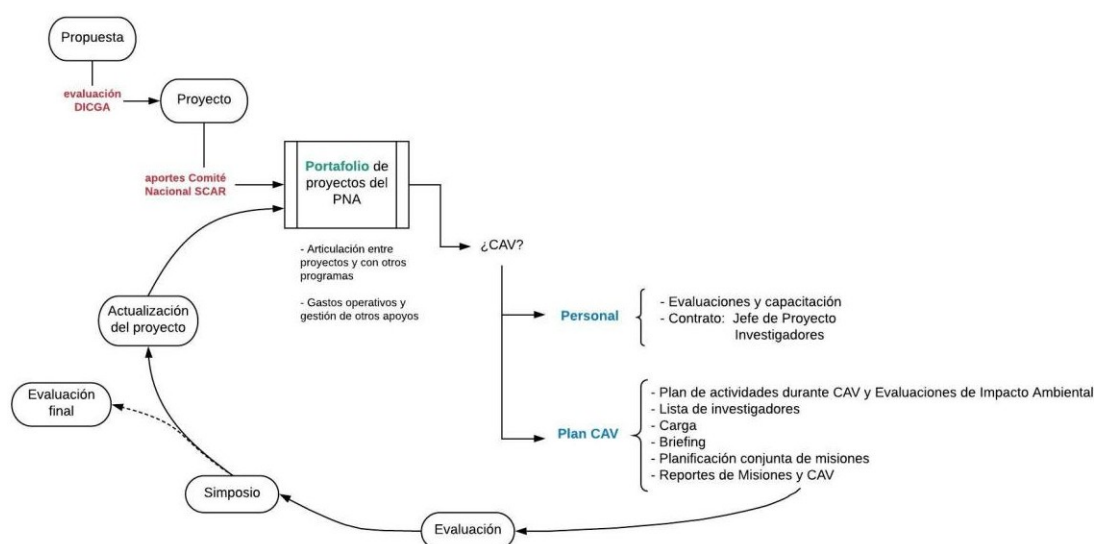 Propuesta
evaluación
DICGA
Proyecto
aportes Comité
Nacional SCAR
Portafolio de
proyectos del
PNA
- Articulación entre
proyectos y con otros
programas
- Gastos operativos y
gestión de otros apoyos
¿CAV?
Personal
- Evaluaciones y capacitación
- Contrato: Jefe de Proyecto
Investigadores
Plan CAV
- Plan de actividades durante CAV y Evaluaciones de Impacto Ambiental
- Lista de investigadores
- Carga
- Briefing
- Planificación conjunta de misiones
- Reportes de Misiones y CAV
Evaluación
Simposio
Evaluación
final
Actualización
del proyecto